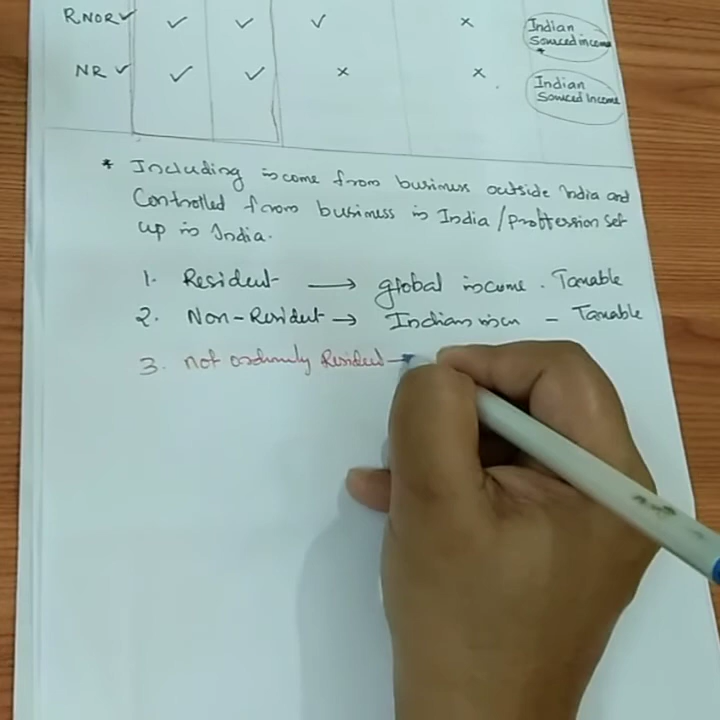 RNOR ✓ ✓ ✓ ✓ × Indian Sourced income *
NR ✓ ✓ ✓ × × Indian Sourced Income
* Including income from business outside India and
Controlled from business in India / Proffession Set
up in India.
1. Resident → global income . Taxable
2. Non-Resident → Indian - Taxable
3. not ordinarily Resident →